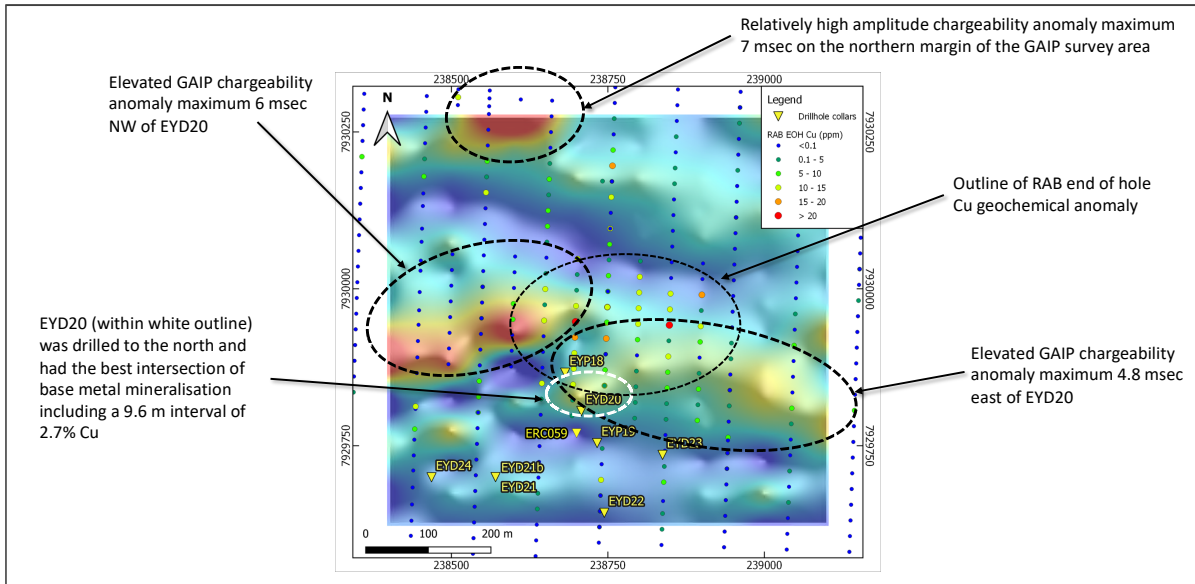 Relatively high amplitude chargeability anomaly maximum
7 msec on the northern margin of the GAIP survey area
Elevated GAIP chargeability
anomaly maximum 6 msec
NW of EYD20
238500
238750
239000
N
7930250
7930250
Legend
Drillhole collars
RAB EOH Cu (ppm)
<0.1
0.1 - 5
5 - 10
10 - 15
15 - 20
> 20
Outline of RAB end of hole
Cu geochemical anomaly
7930000
7930000
EYD20 (within white outline)
was drilled to the north and
had the best intersection of
base metal mineralisation
including a 9.6 m interval of
2.7% Cu
Elevated GAIP chargeability
anomaly maximum 4.8 msec
east of EYD20
EYP18
EYD20
ERC059
EYP19
EYD23
7929750
7929750
EYD24
EYD21b
EYD21
EYD22
0 100 200 m
238500
238750
239000